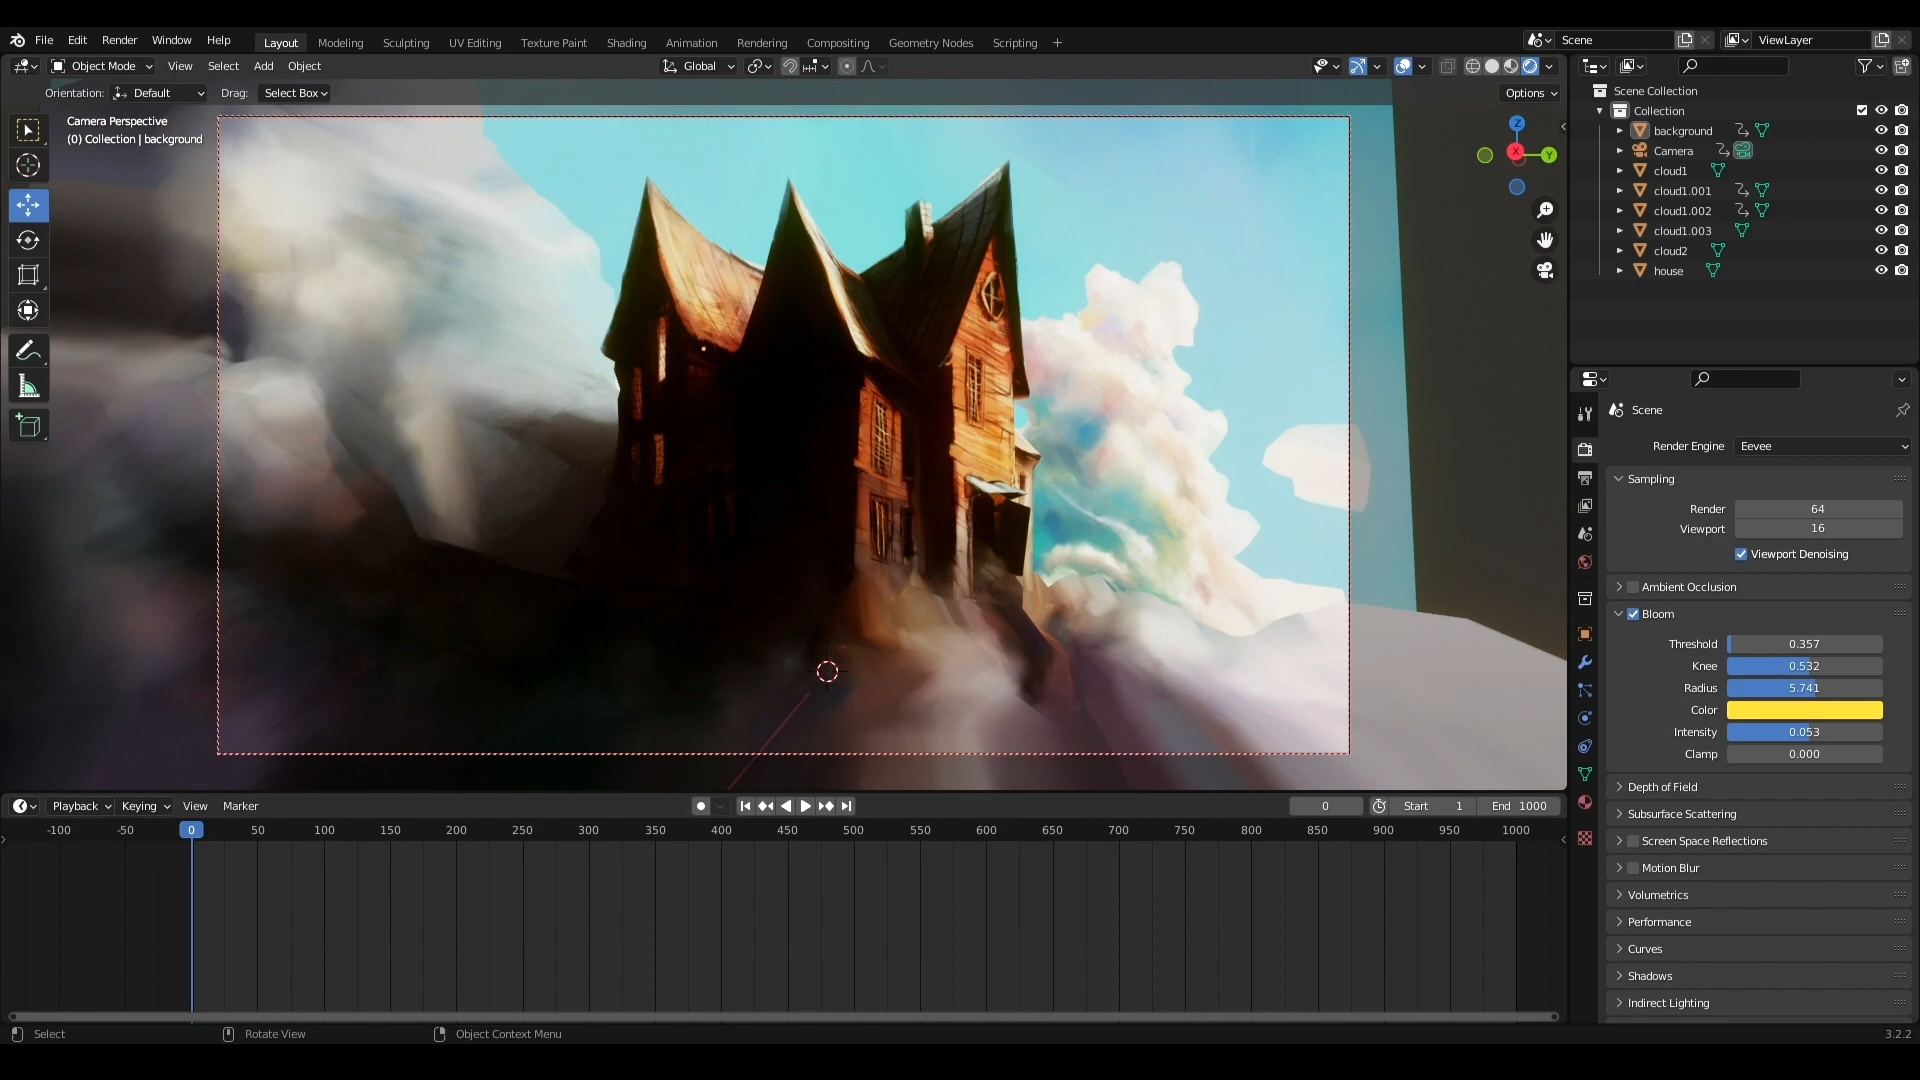 File Edit Render Window Help Layout Modeling Sculpting UV Editing Texture Paint Shading Animation Rendering Compositing Geometry Nodes Scripting + Scene ViewLayer
Object Mode View Select Add Object Global
Orientation: Default Drag: Select Box Options
Camera Perspective
(0) Collection | background
Z
X
Y
Scene Collection
Collection
background
Camera
cloud1
cloud1.001
cloud1.002
cloud1.003
cloud2
house
Scene
Render Engine Eevee
Sampling
Render 64
Viewport 16
Viewport Denoising
Ambient Occlusion
Bloom
Threshold 0.357
Knee 0.532
Radius 5.741
Color
Intensity 0.053
Clamp 0.000
Depth of Field
Subsurface Scattering
Screen Space Reflections
Motion Blur
Volumetrics
Performance
Curves
Shadows
Indirect Lighting
Playback Keying View Marker 0 Start 1 End 1000
-100 -50 0 50 100 150 200 250 300 350 400 450 500 550 600 650 700 750 800 850 900 950 1000
Select Rotate View Object Context Menu 3.2.2